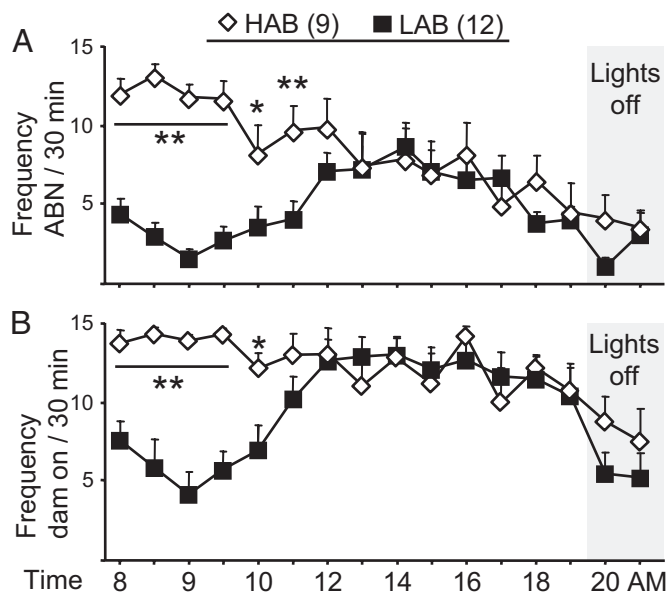 HAB (9) LAB (12)
A
15
10
5
Frequency
ABN / 30 min
**
*
**
Lights
off
B
15
10
5
Frequency
dam on / 30 min
**
*
Lights
off
Time 8 9 10 12 14 16 18 20 AM